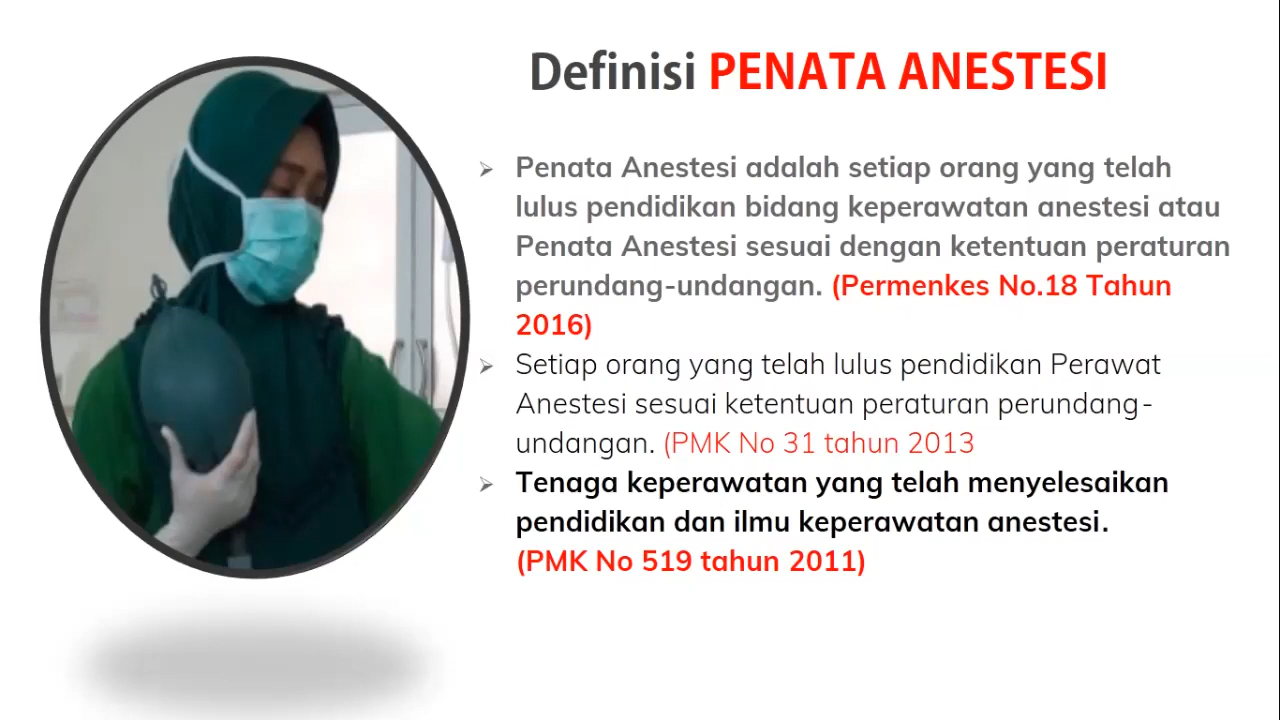 Definisi PENATA ANESTESI
Penata Anestesi adalah setiap orang yang telah
lulus pendidikan bidang keperawatan anestesi atau
Penata Anestesi sesuai dengan ketentuan peraturan
perundang-undangan. (Permenkes No.18 Tahun
2016)
Setiap orang yang telah lulus pendidikan Perawat
Anestesi sesuai ketentuan peraturan perundang-
undangan. (PMK No 31 tahun 2013
Tenaga keperawatan yang telah menyelesaikan
pendidikan dan ilmu keperawatan anestesi.
(PMK No 519 tahun 2011)